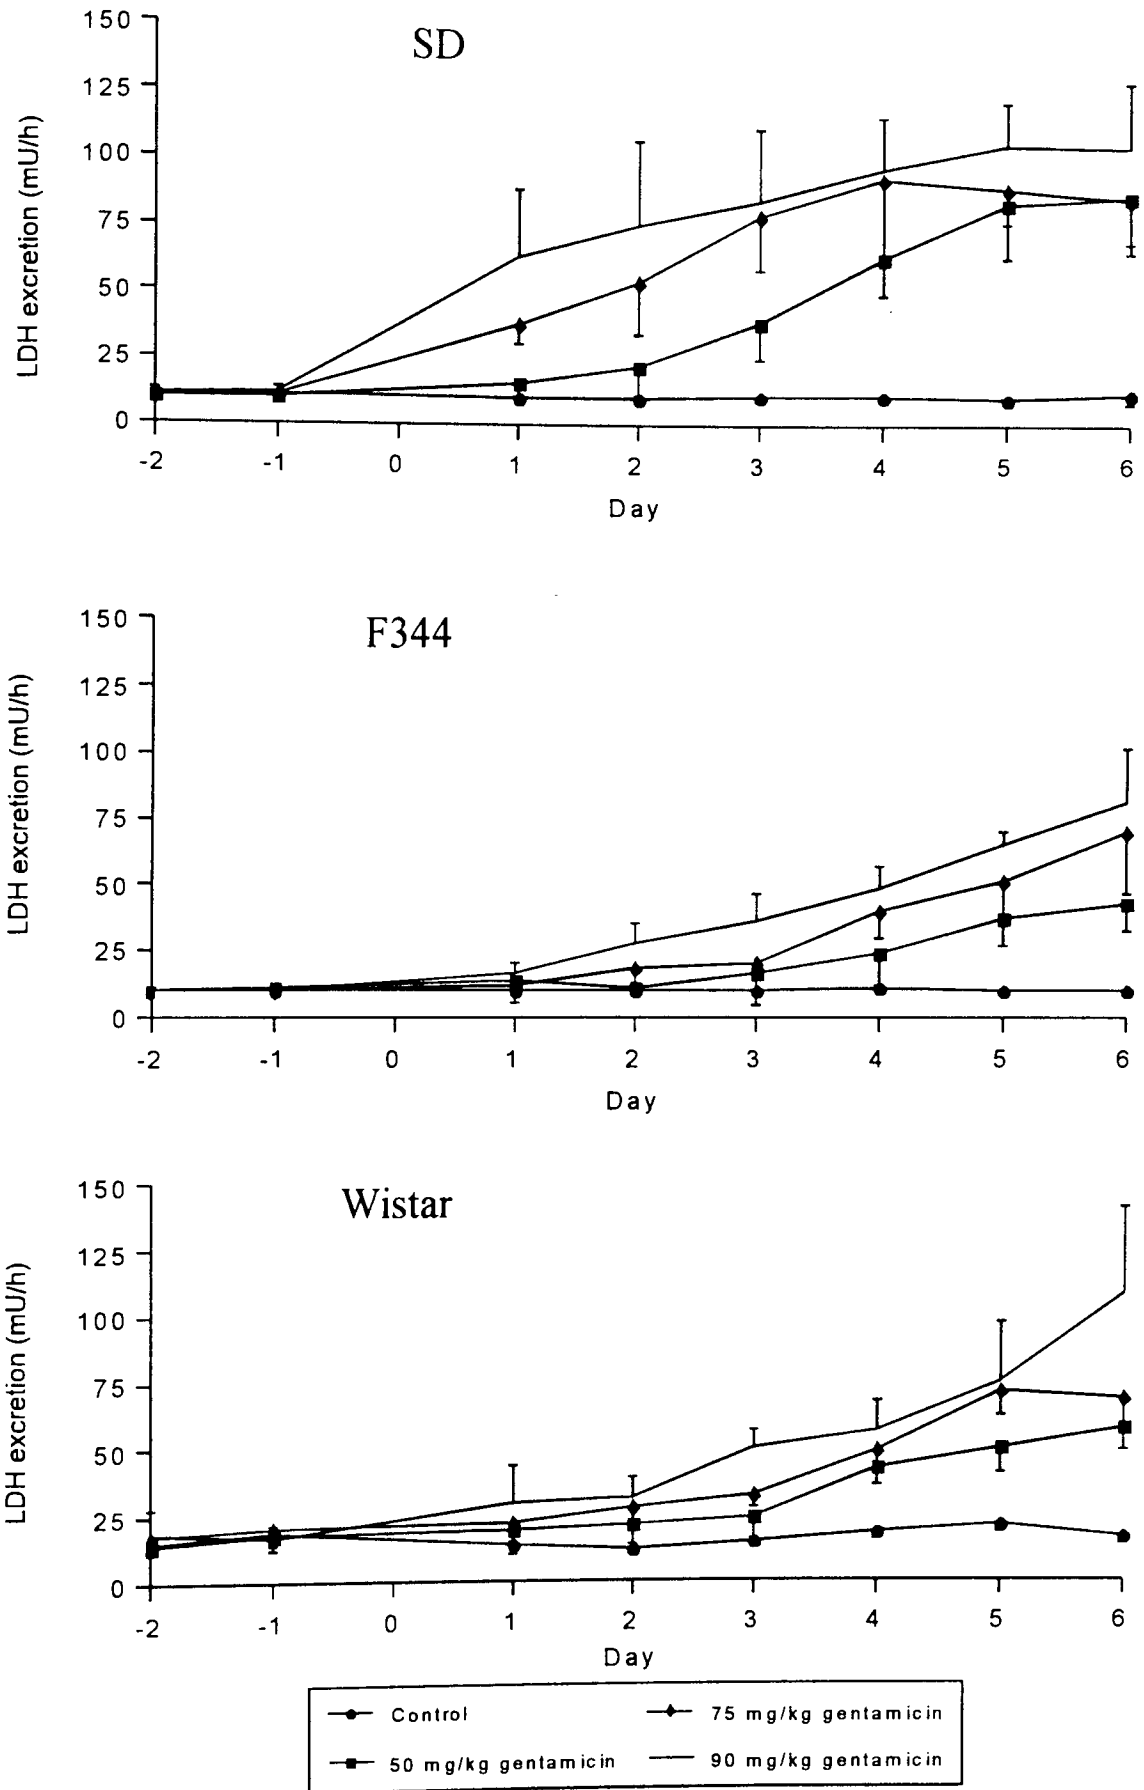 SD
LDH excretion (mU/h)
150
125
100
75
50
25
0
-2 -1 0 1 2 3 4 5 6
Day
F344
LDH excretion (mU/h)
150
125
100
75
50
25
0
-2 -1 0 1 2 3 4 5 6
Day
Wistar
LDH excretion (mU/h)
150
125
100
75
50
25
0
-2 -1 0 1 2 3 4 5 6
Day
Control 75 mg/kg gentamicin
50 mg/kg gentamicin 90 mg/kg gentamicin